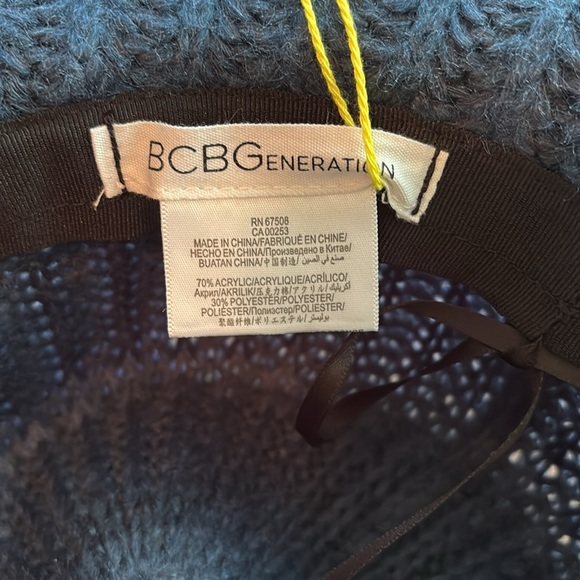 BCBGENERATION
RN 67508
CA 00253
MADE IN CHINA/FABRIQUÉ EN CHINE/
HECHO EN CHINA/Произведено в Китае/
BUATAN CHINA/中国制造/ صنع في الصين/
70% ACRYLIC/ACRYLIQUE/ACRÍLICO/
Акрил/AKRILIK/压克力棉/アクリル/اكريليك
30% POLYESTER/POLYESTER/
POLIÉSTER/Полиэстер/POLIESTER/
聚酯纤维/ポリエステル/بوليستر